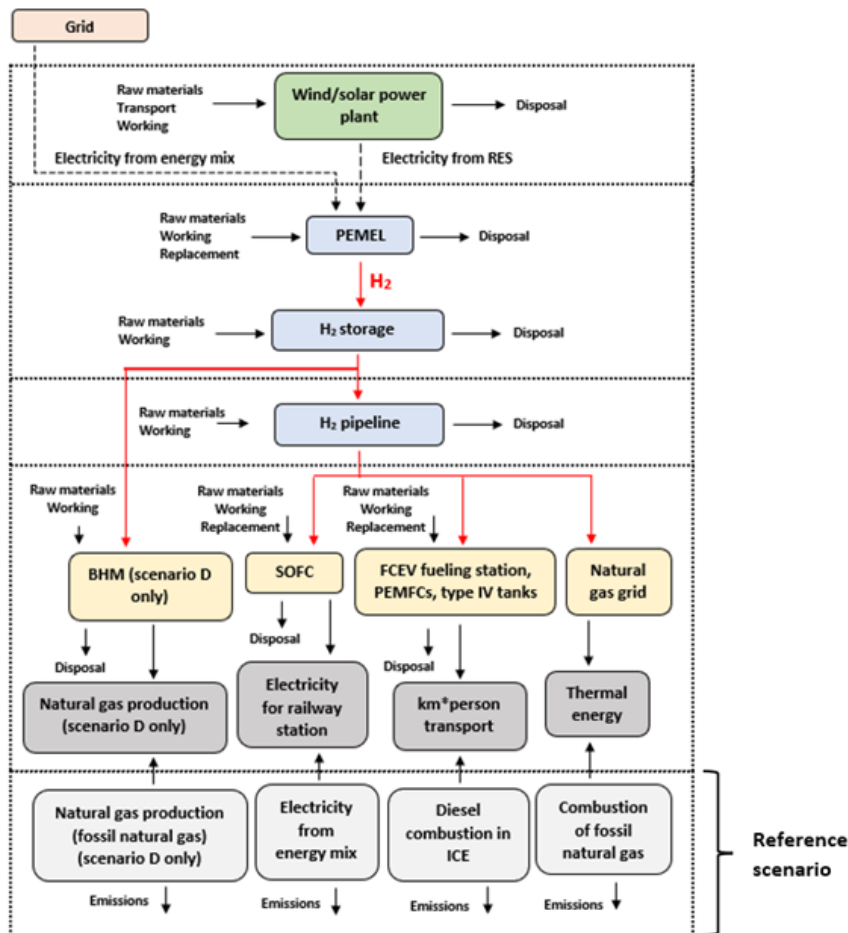 Grid
Raw materials
Transport
Working
Wind/solar power
plant
Disposal
Electricity from energy mix
Electricity from RES
Raw materials
Working
Replacement
PEMEL
Disposal
H₂
Raw materials
Working
H₂ storage
Disposal
Raw materials
Working
H₂ pipeline
Disposal
Raw materials
Working
Raw materials
Working
Replacement
Raw materials
Working
Replacement
BHM (scenario D
only)
SOFC
FCEV fueling station,
PEMFCs, type IV tanks
Natural
gas grid
Disposal
Disposal
Disposal
Natural gas production
(scenario D only)
Electricity
for railway
station
km*person
transport
Thermal
energy
Natural gas production
(fossil natural gas)
(scenario D only)
Electricity
from
energy mix
Diesel
combustion in
ICE
Combustion
of fossil
natural gas
Reference
scenario
Emissions
Emissions
Emissions
Emissions